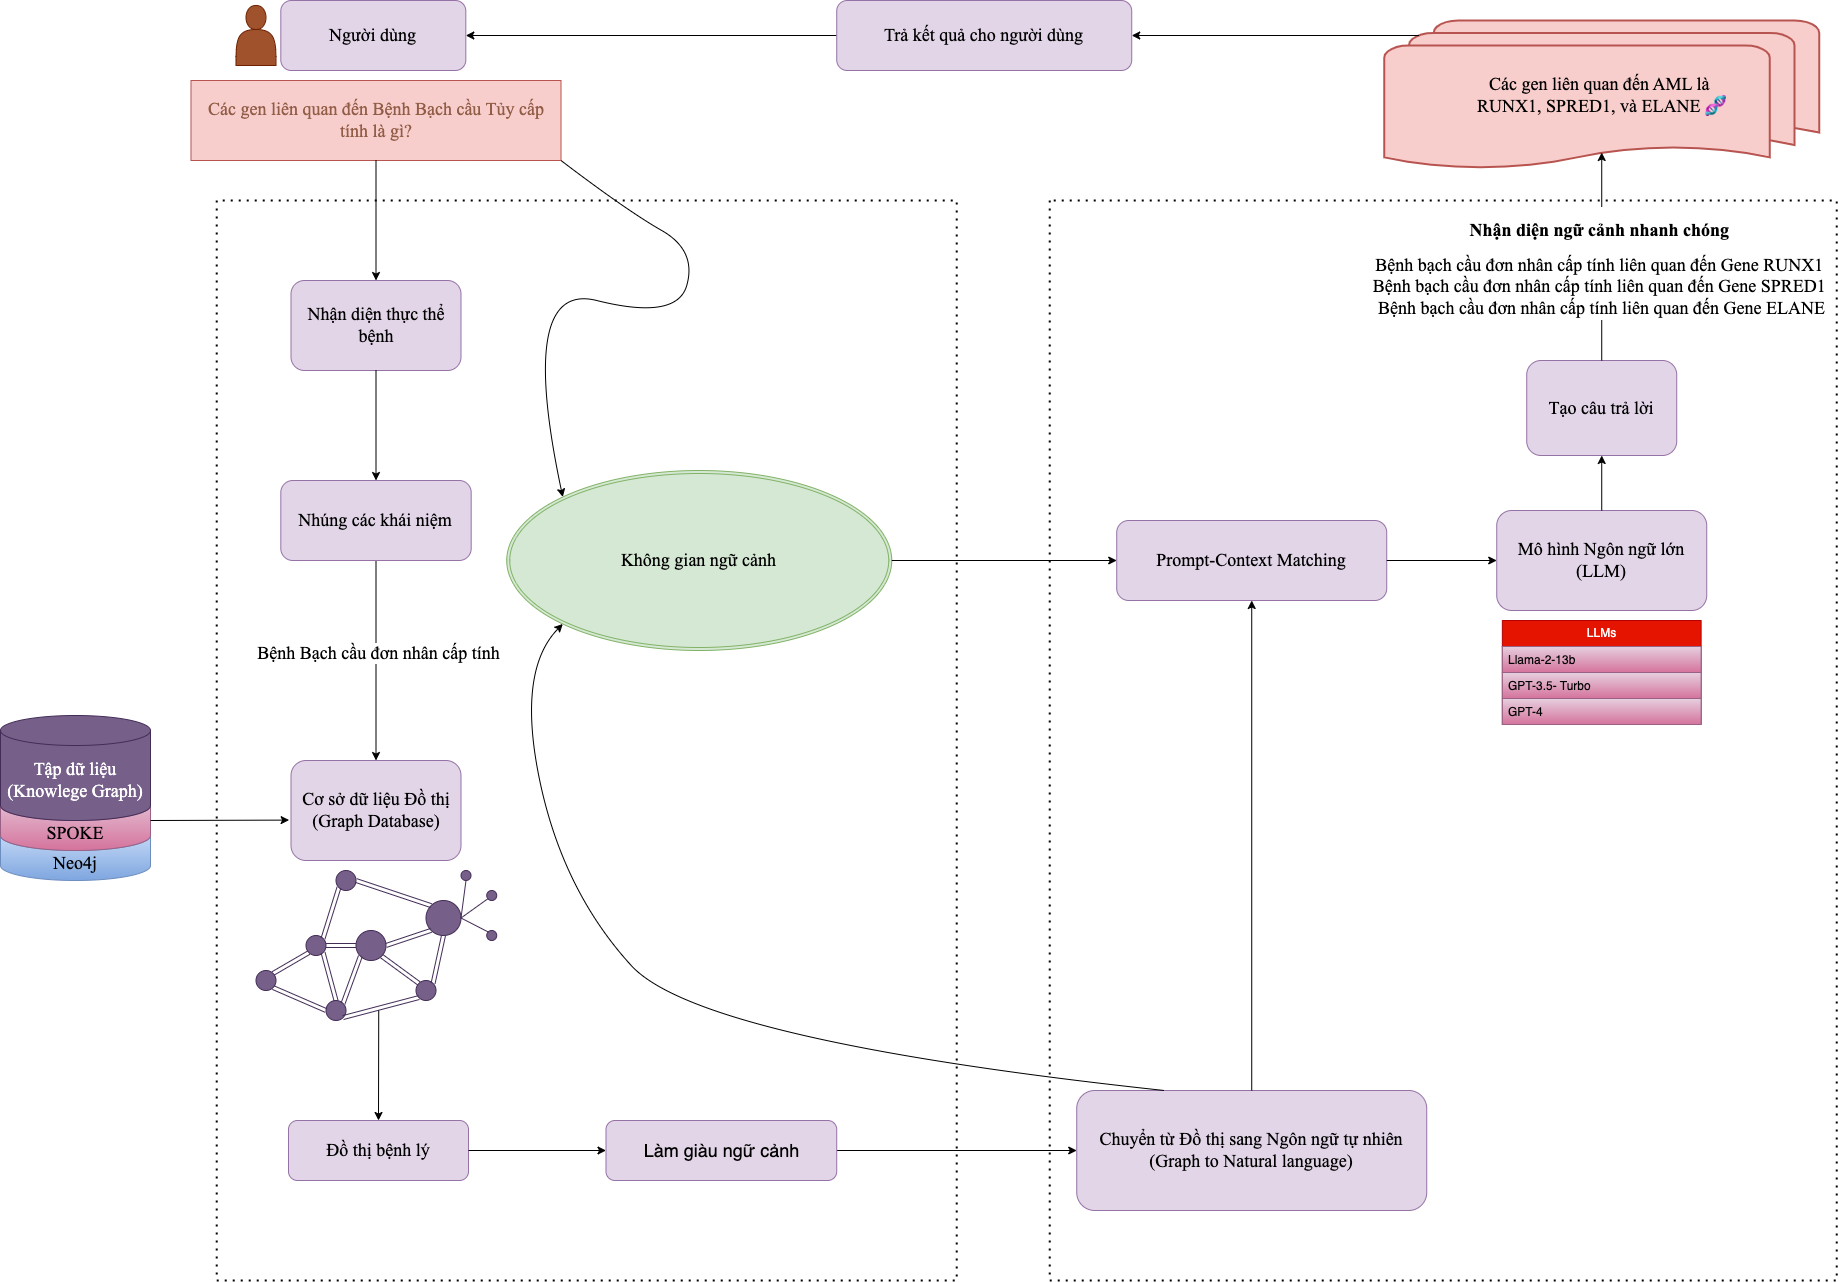 Người dùng
Trả kết quả cho người dùng
Các gen liên quan đến AML là
RUNX1, SPRED1, và ELANE 🧬
Các gen liên quan đến Bệnh Bạch cầu Tủy cấp
tính là gì?
Nhận diện ngữ cảnh nhanh chóng
Bệnh bạch cầu đơn nhân cấp tính liên quan đến Gene RUNX1
Bệnh bạch cầu đơn nhân cấp tính liên quan đến Gene SPRED1
Bệnh bạch cầu đơn nhân cấp tính liên quan đến Gene ELANE
Nhận diện thực thể
bệnh
Tạo câu trả lời
Nhúng các khái niệm
Không gian ngữ cảnh
Prompt-Context Matching
Mô hình Ngôn ngữ lớn
(LLM)
LLMs
Llama-2-13b
GPT-3.5- Turbo
GPT-4
Bệnh Bạch cầu đơn nhân cấp tính
Tập dữ liệu
(Knowlege Graph)
SPOKE
Neo4j
Cơ sở dữ liệu Đồ thị
(Graph Database)
Đồ thị bệnh lý
Làm giàu ngữ cảnh
Chuyển từ Đồ thị sang Ngôn ngữ tự nhiên
(Graph to Natural language)